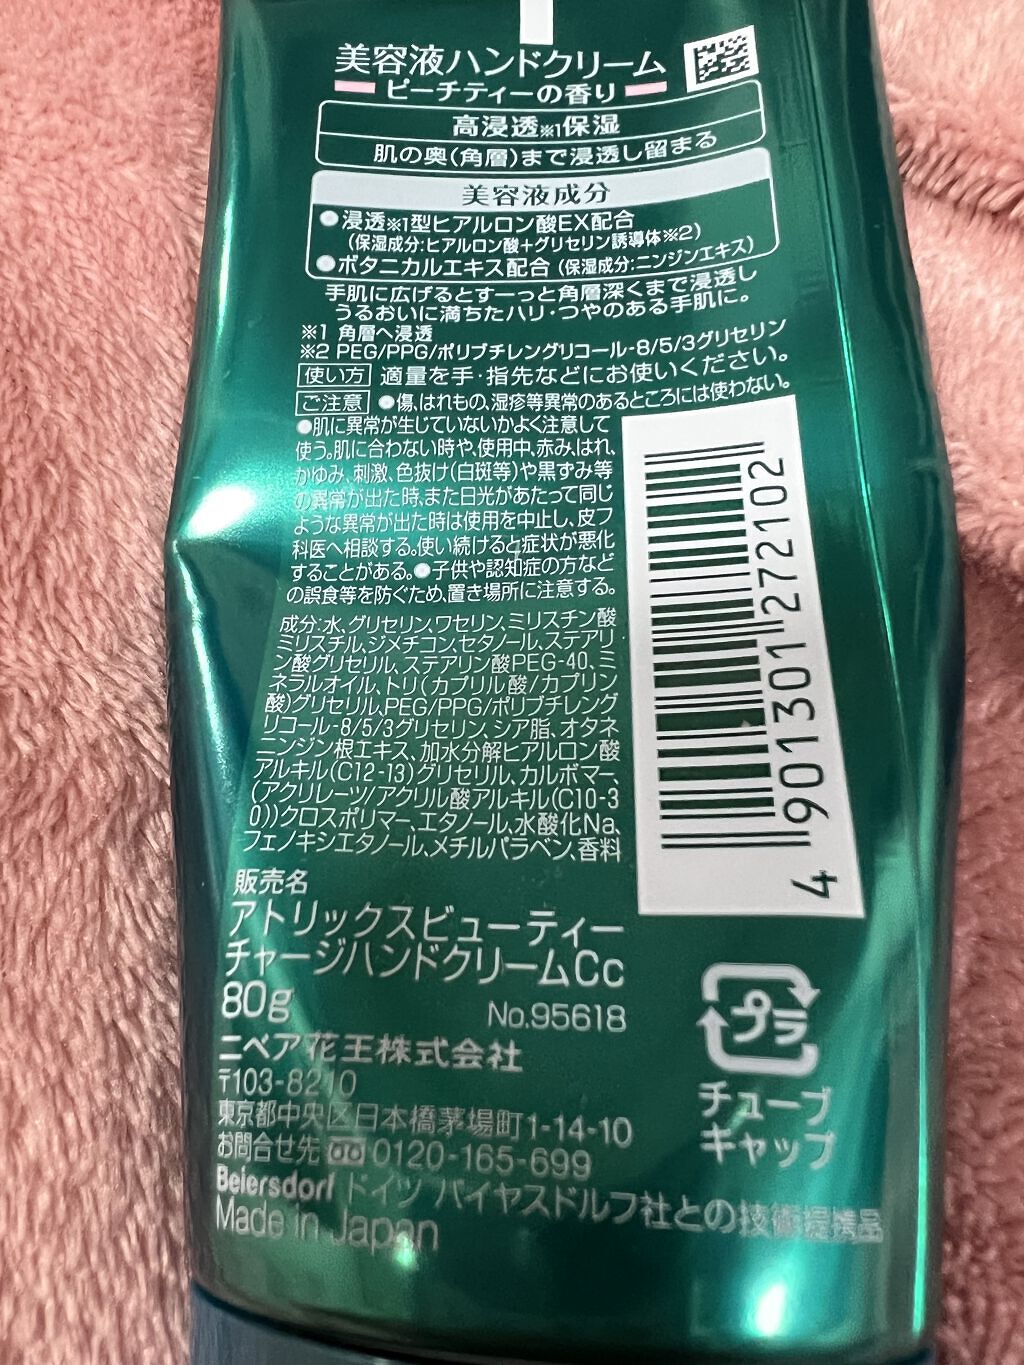 美容液ハンドクリーム
ピーチティーの香り
高浸透※1保湿
肌の奥(角層)まで浸透し留まる
美容液成分
●浸透※1型ヒアルロン酸EX配合
(保湿成分:ヒアルロン酸+グリセリン誘導体※2)
●ボタニカルエキス配合(保湿成分:ニンジンエキス)
手肌に広げるとすーっと角層深くまで浸透し
うるおいに満ちたハリ・つやのある手肌に。
※1 角層へ浸透
※2 PEG/PPG/ポリブチレングリコール-8/5/3グリセリン
使い方 適量を手・指先などにお使いください。
ご注意 ●傷、はれもの、湿疹等異常のあるところには使わない。
●肌に異常が生じていないかよく注意して
使う。肌に合わない時や、使用中、赤み、はれ、
かゆみ、刺激、色抜け(白斑等)や黒ずみ等
の異常が出た時、また日光があたって同じ
ような異常が出た時は使用を中止し、皮フ
科医へ相談する。使い続けると症状が悪化
することがある。●子供や認知症の方など
の誤食等を防ぐため、置き場所に注意する。
成分:水、グリセリン、ワセリン、ミリスチン酸
ミリスチル、ジメチコン、セタノール、ステアリ
ン酸グリセリル、ステアリン酸PEG-40、ミ
ネラルオイル、トリ(カプリル酸/カプリン
酸)グリセリル、PEG/PPG/ポリブチレング
リコール-8/5/3グリセリン、シア脂、オタネ
ニンジン根エキス、加水分解ヒアルロン酸
アルキル(C12-13)グリセリル、カルボマー、
(アクリレーツ/アクリル酸アルキル(C10-3
0))クロスポリマー、エタノール、水酸化Na、
フェノキシエタノール、メチルパラベン、香料
4901301272102
販売名
アトリックスビューティー
チャージハンドクリームCc
80g No.95618
ニベア花王株式会社
〒103-8210
東京都中央区日本橋茅場町1-14-10
お問合せ先 0120-165-699
Beiersdorf ドイツ バイヤスドルフ社との技術提携品
Made in Japan
プラ
チューブ
キャップ